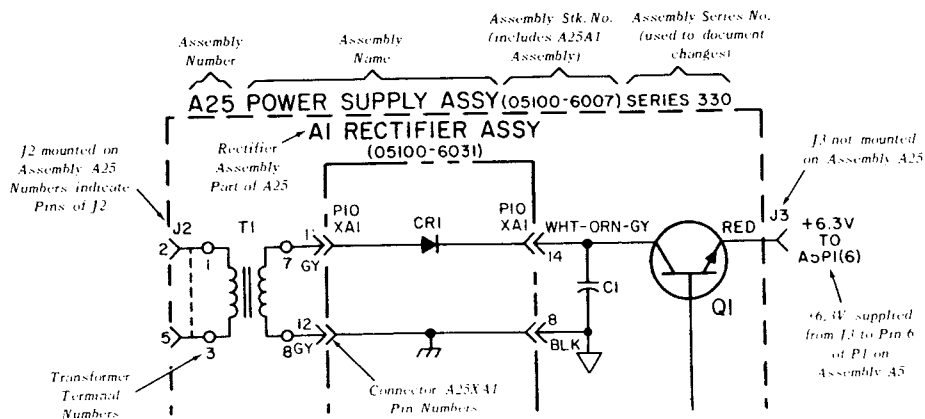 Assembly Number
Assembly Name
Assembly Stk. No. (includes A25A1 Assembly)
Assembly Series No. (used to document changes)
A25 POWER SUPPLY ASSY (05100-6007) SERIES 330
A1 RECTIFIER ASSY
(05100-6031)
J2 mounted on Assembly A25 Numbers indicate Pins of J2
Rectifier Assembly Part of A25
J3 not mounted on Assembly A25
J2
T1
P10
XA1
CR1
P10
XA1
WHT-ORN-GY
RED
J3
+6.3V
TO
A5P1(6)
2
1
7
11
GY
14
C1
Q1
5
3
8
12
GY
8
BLK
+6.3V supplied from J3 to Pin 6 of P1 on Assembly A5
Transformer Terminal Numbers
Connector A25XA1 Pin Numbers